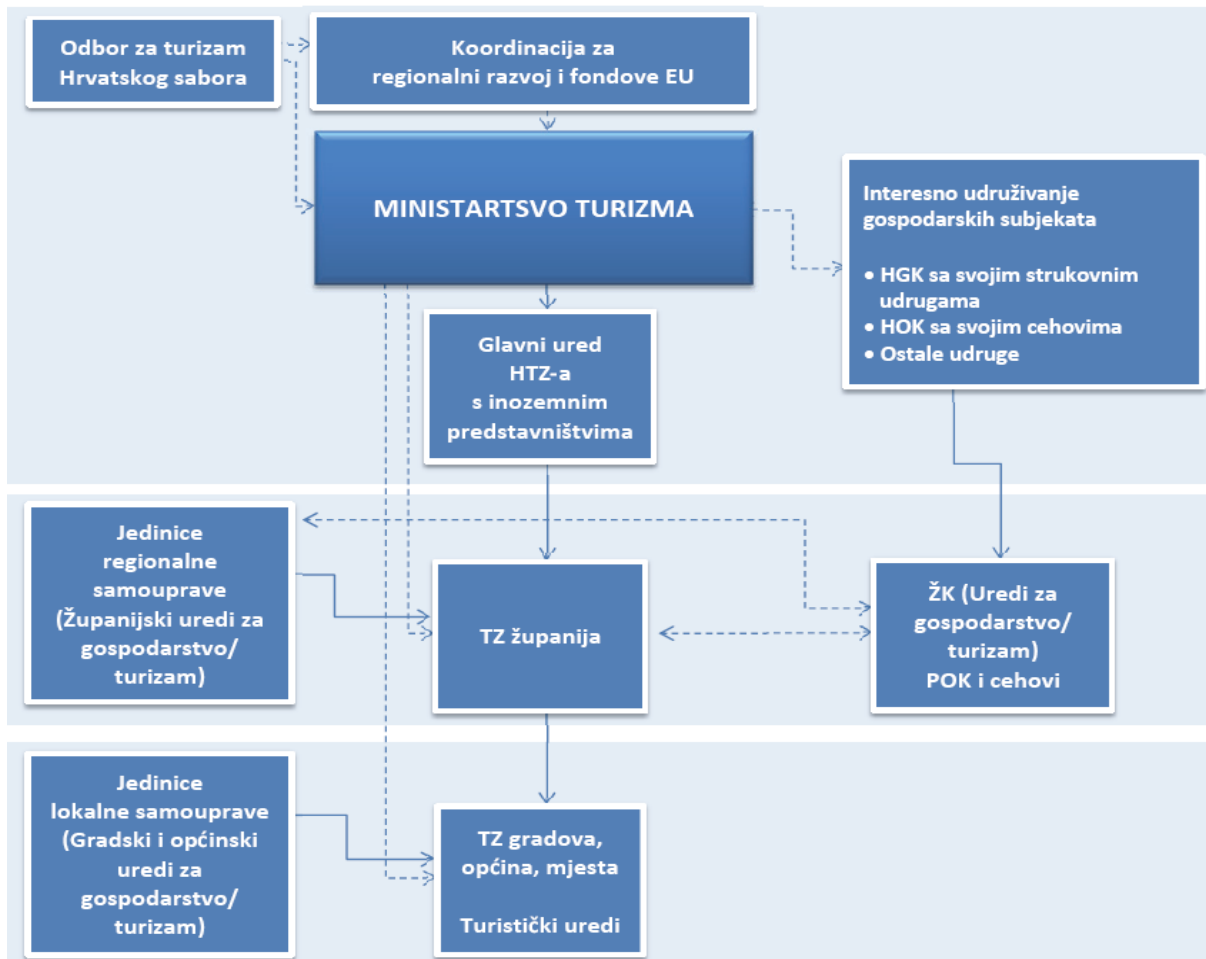 Odbor za turizam
Hrvatskog sabora
Koordinacija za
regionalni razvoj i fondove EU
MINISTARTSVO TURIZMA
Interesno udruživanje
gospodarskih subjekata
• HGK sa svojim strukovnim
udrugama
• HOK sa svojim cehovima
• Ostale udruge
Glavni ured
HTZ-a
s inozemnim
predstavništvima
Jedinice
regionalne
samouprave
(Županijski uredi za
gospodarstvo/
turizam)
TZ županija
ŽK (Uredi za
gospodarstvo/
turizam)
POK i cehovi
Jedinice
lokalne samouprave
(Gradski i općinski
uredi za
gospodarstvo/
turizam)
TZ gradova,
općina, mjesta
Turistički uredi